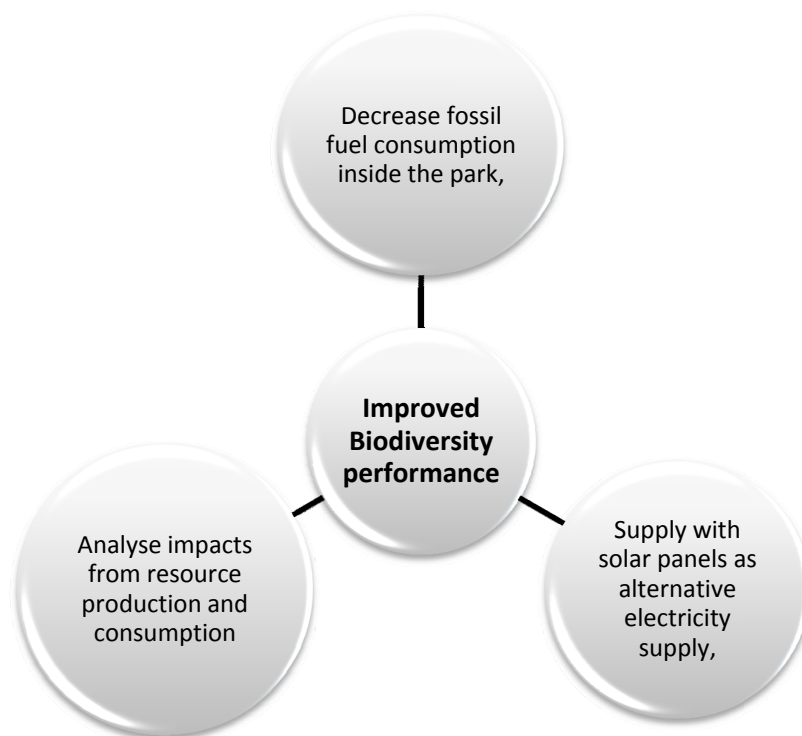 Decrease fossil
fuel consumption
inside the park,
Improved
Biodiversity
performance
Analyse impacts
from resource
production and
consumption
Supply with
solar panels as
alternative
electricity
supply,